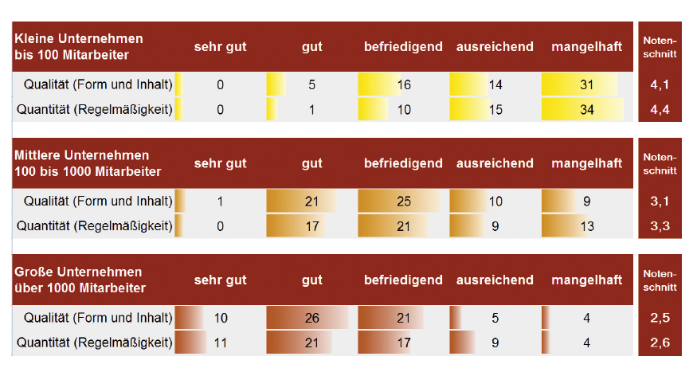 Kleine Unternehmen
bis 100 Mitarbeiter sehr gut gut befriedigend ausreichend mangelhaft Noten-
schnitt
Qualität (Form und Inhalt) 0 5 16 14 31 4,1
Quantität (Regelmäßigkeit) 0 1 10 15 34 4,4
Mittlere Unternehmen
100 bis 1000 Mitarbeiter sehr gut gut befriedigend ausreichend mangelhaft Noten-
schnitt
Qualität (Form und Inhalt) 1 21 25 10 9 3,1
Quantität (Regelmäßigkeit) 0 17 21 9 13 3,3
Große Unternehmen
über 1000 Mitarbeiter sehr gut gut befriedigend ausreichend mangelhaft Noten-
schnitt
Qualität (Form und Inhalt) 10 26 21 5 4 2,5
Quantität (Regelmäßigkeit) 11 21 17 9 4 2,6